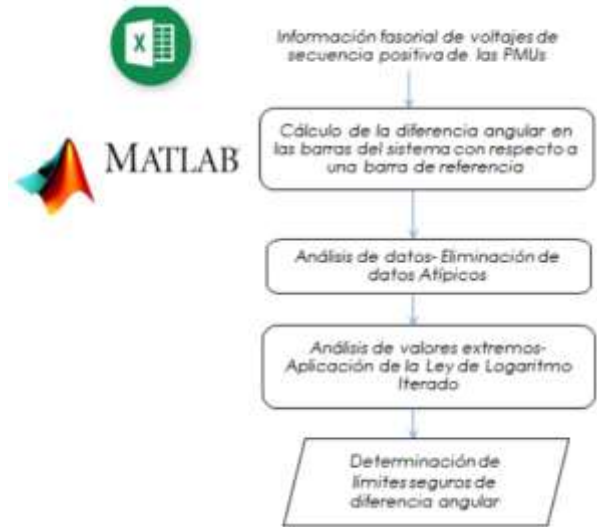 Información fasorial de voltajes de
secuencia positiva de las PMUs
Cálculo de la diferencia angular en
las barras del sistema con respecto a
una barra de referencia
MATLAB
Análisis de datos- Eliminación de
datos Atípicos
Análisis de valores extremos-
Aplicación de la Ley de Logaritmo
Iterado
Determinación de
límites seguros de
diferencia angular